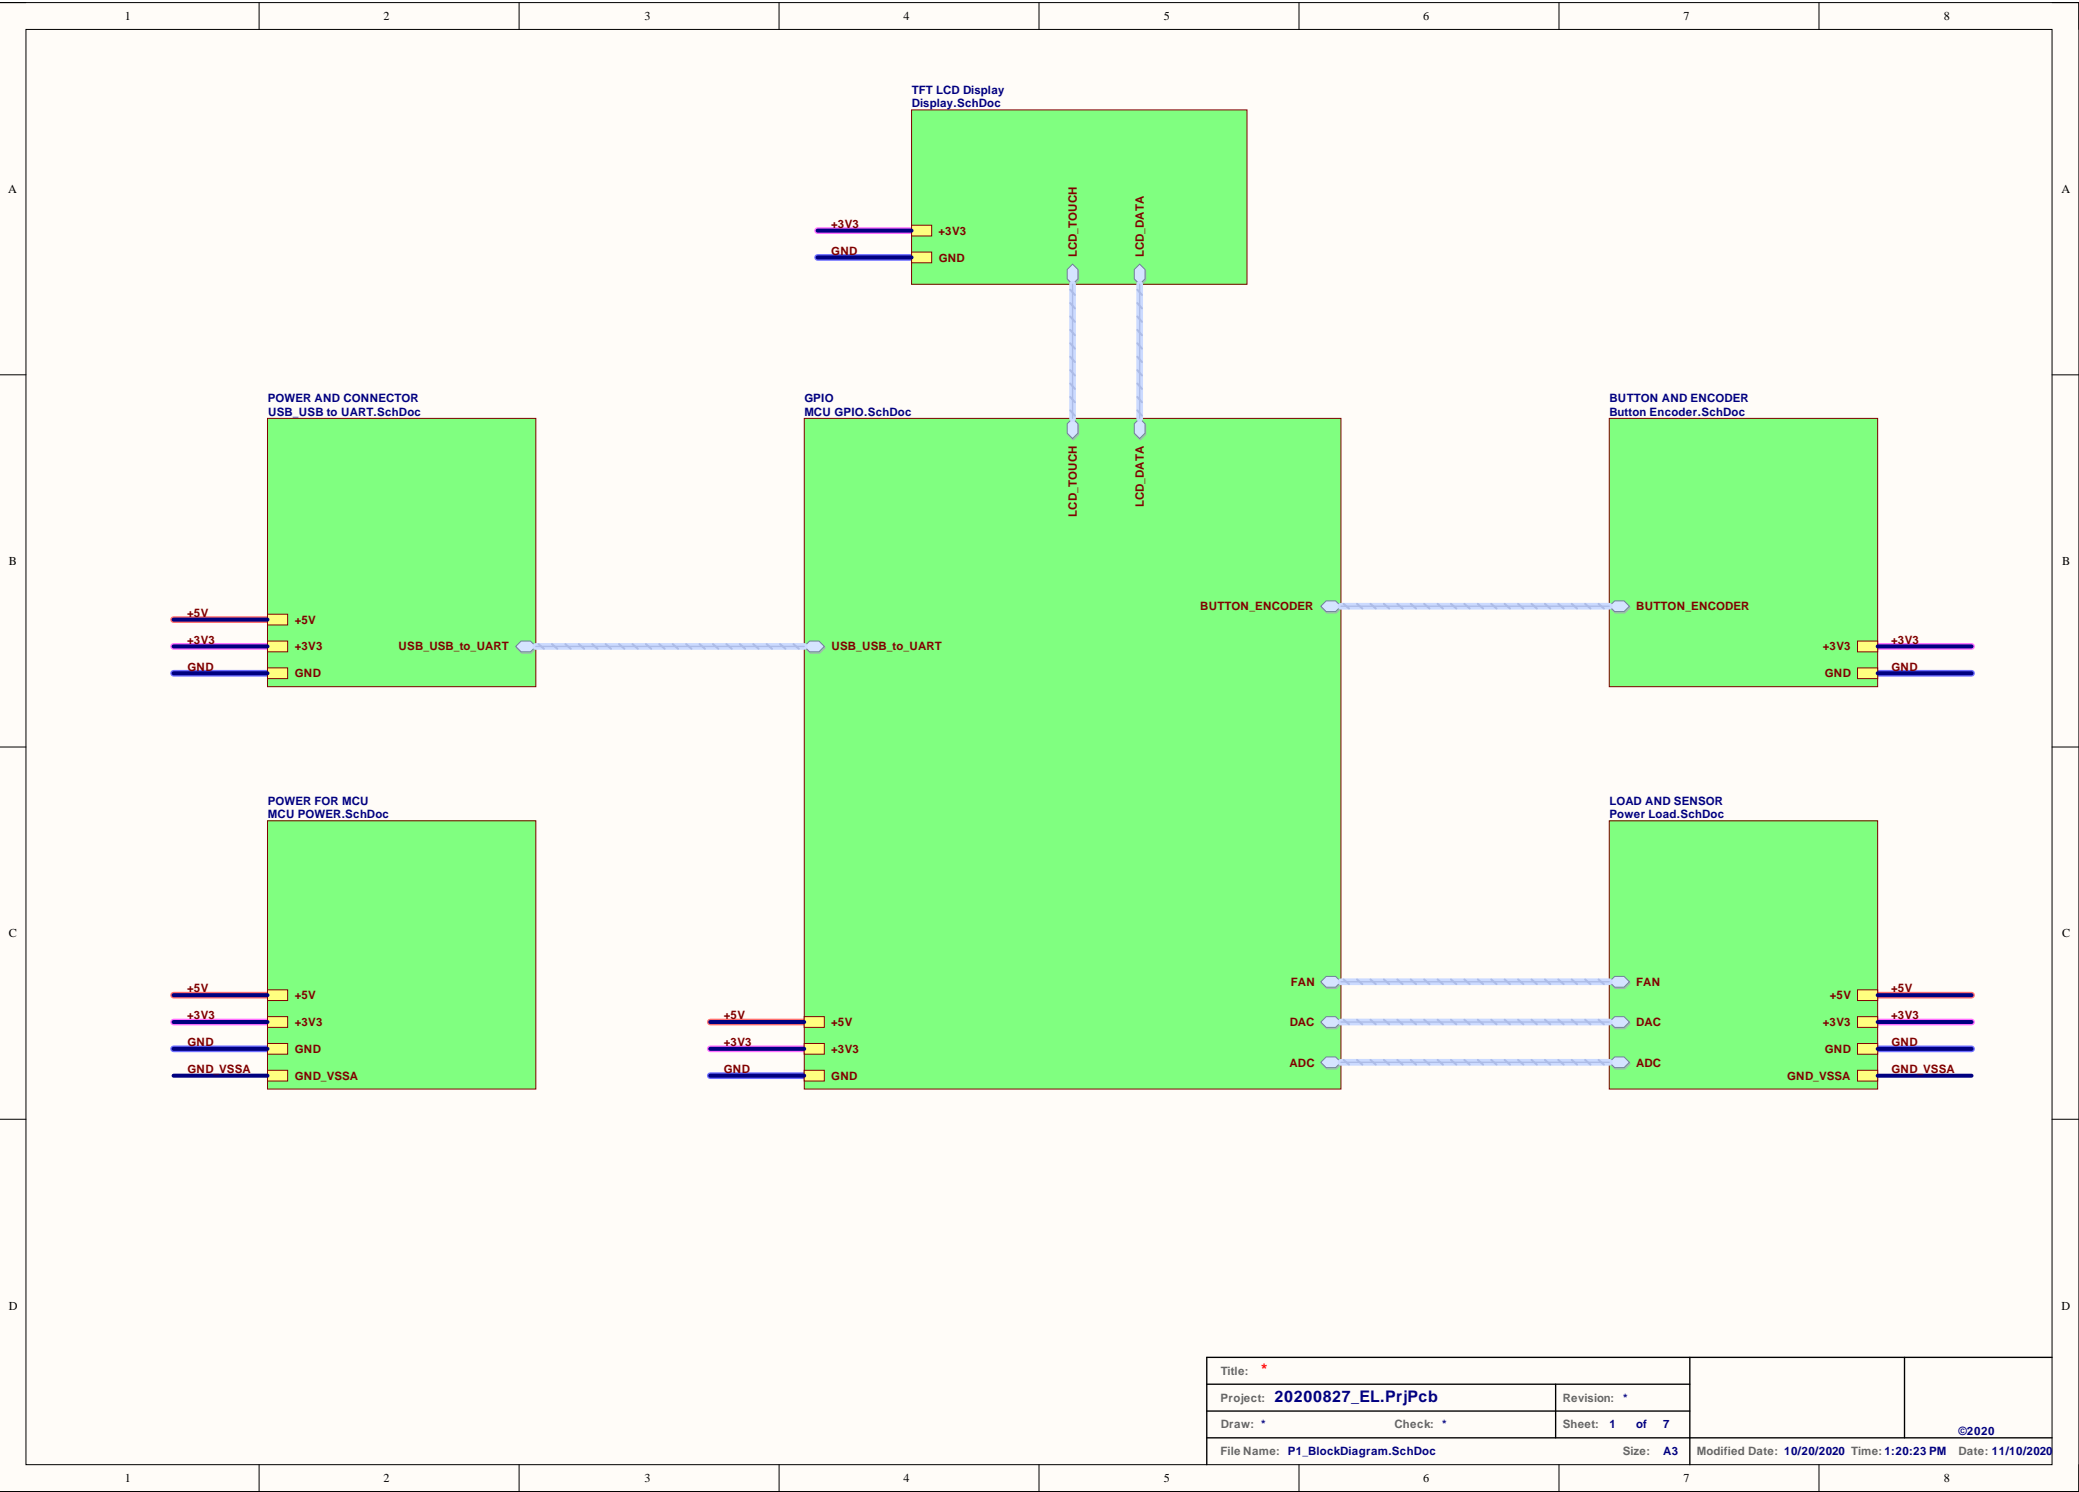 1 2 3 4 5 6 7 8
TFT LCD Display
Display.SchDoc
A
A
LCD_TOUCH
LCD_DATA
+3V3
+3V3
GND
GND
POWER AND CONNECTOR
USB_USB to UART.SchDoc
GPIO
MCU GPIO.SchDoc
BUTTON AND ENCODER
Button Encoder.SchDoc
LCD_TOUCH
LCD_DATA
B
B
BUTTON_ENCODER
BUTTON_ENCODER
+5V
+5V
+3V3
+3V3
USB_USB_to_UART
USB_USB_to_UART
+3V3
+3V3
GND
GND
GND
GND
POWER FOR MCU
MCU POWER.SchDoc
LOAD AND SENSOR
Power Load.SchDoc
C
C
+5V
+5V
+3V3
+3V3
GND
GND
GND_VSSA
GND_VSSA
+5V
+5V
+3V3
+3V3
GND
GND
FAN
FAN
DAC
DAC
ADC
ADC
+5V
+5V
+3V3
+3V3
GND
GND
GND_VSSA
GND_VSSA
D
D
Title: *
Project: 20200827_EL.PrjPcb
Revision: *
Draw: * Check: *
Sheet: 1 of 7
©2020
File Name: P1_BlockDiagram.SchDoc
Size: A3
Modified Date: 10/20/2020 Time: 1:20:23 PM Date: 11/10/2020
1 2 3 4 5 6 7 8